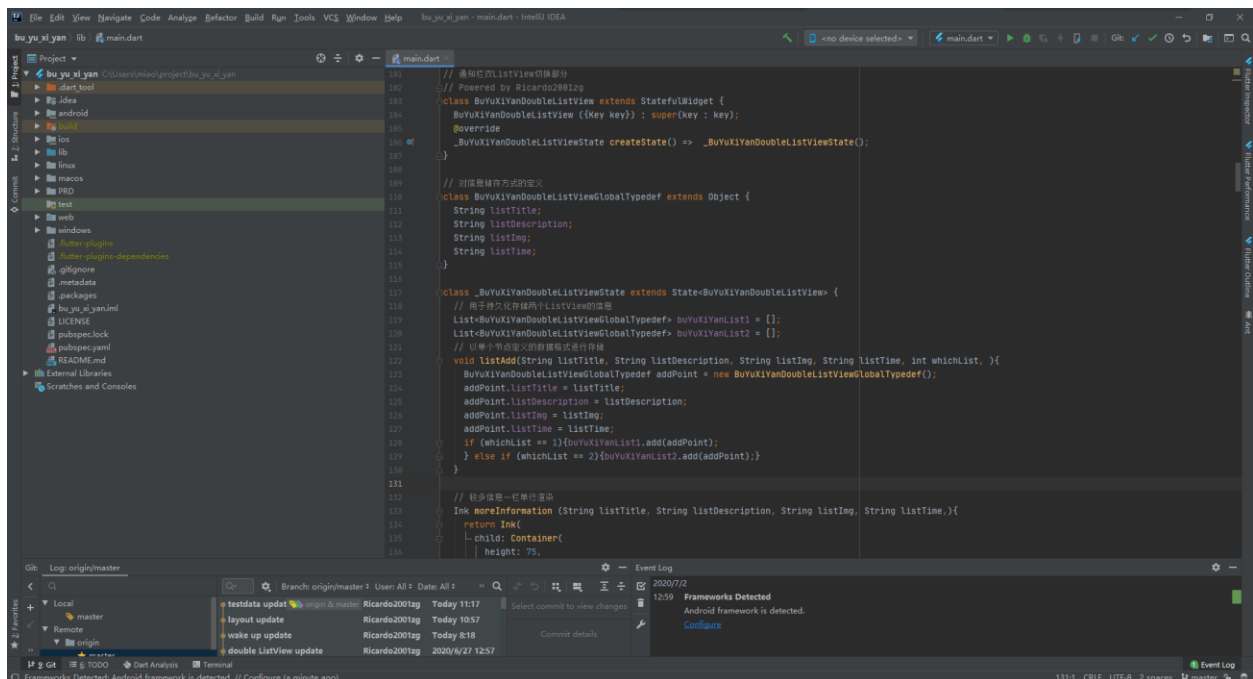 File Edit View Navigate Code Analyze Refactor Build Run Tools VCS Window Help bu_yu_xi_yan - main.dart - IntelliJ IDEA
bu_yu_xi_yan lib main.dart
<no device selected> main.dart Git:
Project
main.dart
bu_yu_xi_yan C:\Users\miao\project\bu_yu_xi_yan
.dart_tool
.idea
android
build
ios
lib
linux
macos
PRD
test
web
windows
.flutter-plugins
.flutter-plugins-dependencies
.gitignore
.metadata
.packages
bu_yu_xi_yan.iml
LICENSE
pubspec.lock
pubspec.yaml
README.md
External Libraries
Scratches and Consoles
1: Project
2: Structure
Commit
2: Favorites
101 // 通知栏双ListView切换部分
102 // Powered by Ricardo2001zg
103 class BuYuXiYanDoubleListView extends StatefulWidget {
104 BuYuXiYanDoubleListView ({Key key}) : super(key : key);
105 @override
106 _BuYuXiYanDoubleListViewState createState() => _BuYuXiYanDoubleListViewState();
107 }
108
109 // 对信息储存方式的定义
110 class BuYuXiYanDoubleListViewGlobalTypedef extends Object {
111 String listTitle;
112 String listDescription;
113 String listImg;
114 String listTime;
115 }
116
117 class _BuYuXiYanDoubleListViewState extends State<BuYuXiYanDoubleListView> {
118 // 用于持久化存储两个ListView的信息
119 List<BuYuXiYanDoubleListViewGlobalTypedef> buYuXiYanList1 = [];
120 List<BuYuXiYanDoubleListViewGlobalTypedef> buYuXiYanList2 = [];
121 // 以单个节点定义的数据格式进行存储
122 void listAdd(String listTitle, String listDescription, String listImg, String listTime, int whichList, ){
123 BuYuXiYanDoubleListViewGlobalTypedef addPoint = new BuYuXiYanDoubleListViewGlobalTypedef();
124 addPoint.listTitle = listTitle;
125 addPoint.listDescription = listDescription;
126 addPoint.listImg = listImg;
127 addPoint.listTime = listTime;
128 if (whichList == 1){buYuXiYanList1.add(addPoint);
129 } else if (whichList == 2){buYuXiYanList2.add(addPoint);}
130 }
131
132 // 较多信息一栏单行渲染
133 Ink moreInformation (String listTitle, String listDescription, String listImg, String listTime,){
134 return Ink(
135 child: Container(
136 height: 75,
Flutter Inspector
Flutter Performance
Flutter Outline
Ant
Git: Log: origin/master
Branch: origin/master User: All Date: All
Local
master
Remote
origin
master
testdata updat origin & master Ricardo2001zg Today 11:17
layout update Ricardo2001zg Today 10:57
wake up update Ricardo2001zg Today 8:18
double ListView update Ricardo2001zg 2020/6/27 12:57
Select commit to view changes
Commit details
Event Log
2020/7/2
12:59 Frameworks Detected
Android framework is detected.
Configure
9: Git 6: TODO Dart Analysis Terminal
1 Event Log
Frameworks Detected: Android framework is detected. // Configure (a minute ago)
131:1 CRLF UTF-8 2 spaces master